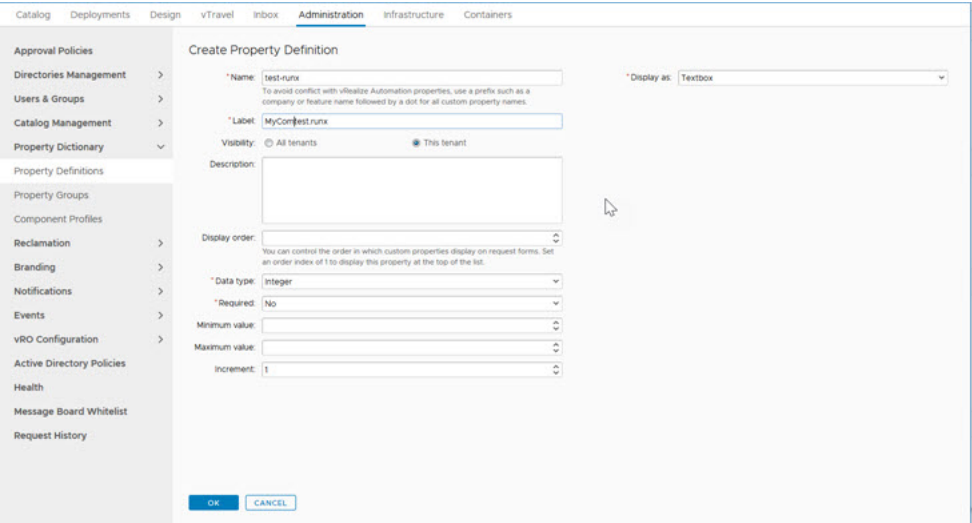 Catalog Deployments Design vTravel Inbox Administration Infrastructure Containers
Approval Policies
Directories Management
Users & Groups
Catalog Management
Property Dictionary
Property Definitions
Property Groups
Component Profiles
Reclamation
Branding
Notifications
Events
vRO Configuration
Active Directory Policies
Health
Message Board Whitelist
Request History
Create Property Definition
*Name: test-runx
To avoid conflict with vRealize Automation properties, use a prefix such as a
company or feature name followed by a dot for all custom property names.
*Label: MyComtest.runx
Visibility: All tenants This tenant
Description:
Display order:
You can control the order in which custom properties display on request forms. Set
an order index of 1 to display this property at the top of the list.
*Data type: Integer
*Required: No
Minimum value:
Maximum value:
Increment: 1
*Display as: Textbox
OK CANCEL